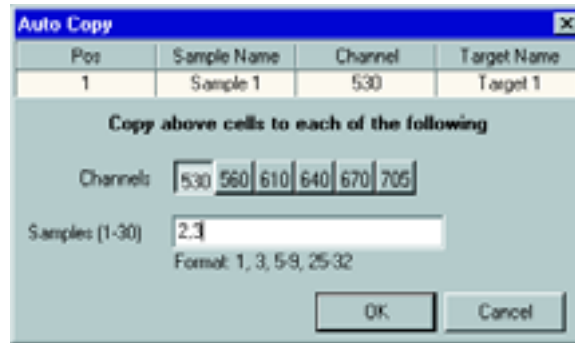 Auto Copy
Pos Sample Name Channel Target Name
1 Sample 1 530 Target 1
Copy above cells to each of the following
Channels 530 560 610 640 670 705
Samples (1-30) 2,3
Format: 1, 3, 5-9, 25-32
OK Cancel